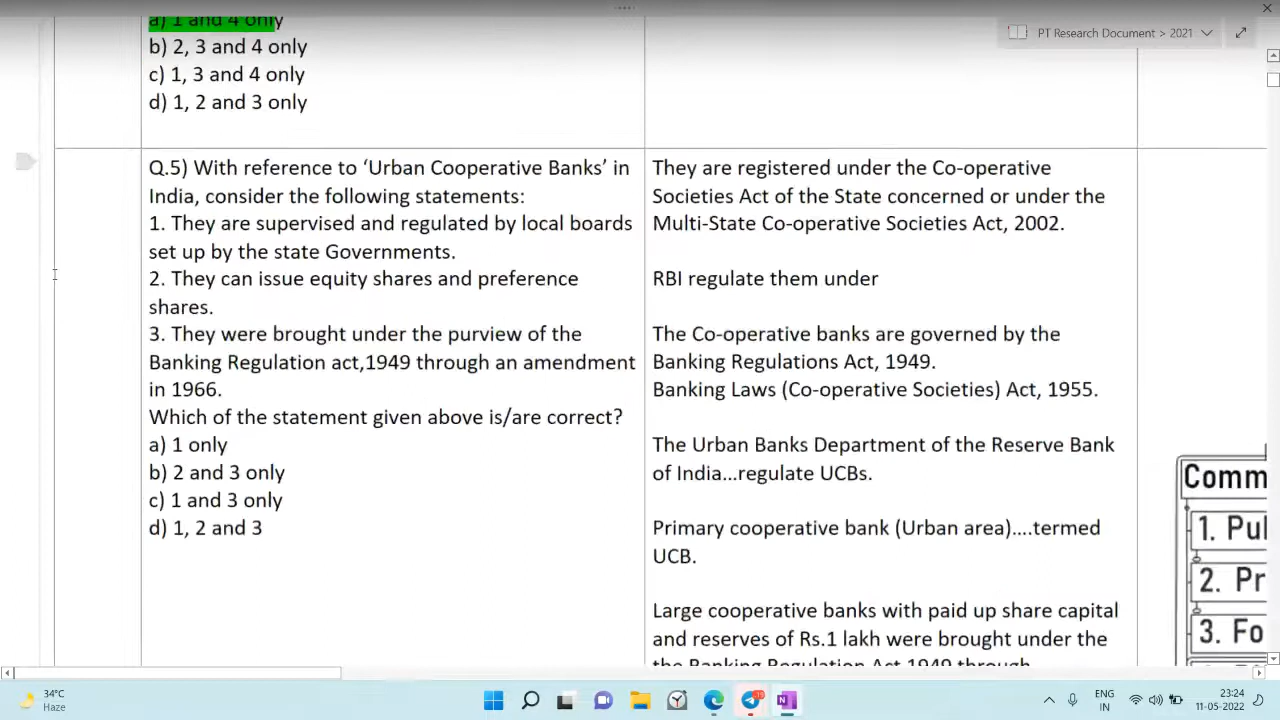 PT Research Document > 2021
a) 1 and 4 only
b) 2, 3 and 4 only
c) 1, 3 and 4 only
d) 1, 2 and 3 only
Q.5) With reference to ‘Urban Cooperative Banks’ in
India, consider the following statements:
1. They are supervised and regulated by local boards
set up by the state Governments.
2. They can issue equity shares and preference
shares.
3. They were brought under the purview of the
Banking Regulation act,1949 through an amendment
in 1966.
Which of the statement given above is/are correct?
a) 1 only
b) 2 and 3 only
c) 1 and 3 only
d) 1, 2 and 3
They are registered under the Co-operative
Societies Act of the State concerned or under the
Multi-State Co-operative Societies Act, 2002.
RBI regulate them under
The Co-operative banks are governed by the
Banking Regulations Act, 1949.
Banking Laws (Co-operative Societies) Act, 1955.
The Urban Banks Department of the Reserve Bank
of India...regulate UCBs.
Primary cooperative bank (Urban area)....termed
UCB.
Large cooperative banks with paid up share capital
and reserves of Rs.1 lakh were brought under the
the Banking Regulation Act 1949 through
Comm
1. Pul
2. Pr
3. Fo
34°C
Haze
15
ENG
IN
23:24
11-05-2022